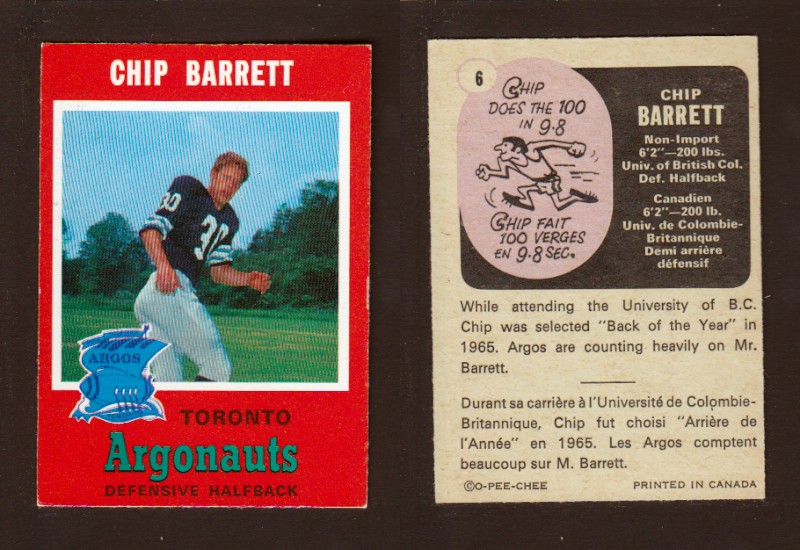 CHIP BARRETT
30
30
ARGOS
TORONTO
Argonauts
DEFENSIVE HALFBACK
6
CHIP
DOES THE 100
IN 9.8
CHIP FAIT
100 VERGES
EN 9.8 SEC.
CHIP
BARRETT
Non-Import
6'2"—200 lbs.
Univ. of British Col.
Def. Halfback
Canadien
6'2"—200 lb.
Univ. de Colombie-
Britannique
Demi arrière
défensif
While attending the University of B.C.
Chip was selected "Back of the Year" in
1965. Argos are counting heavily on Mr.
Barrett.
Durant sa carrière à l'Université de Colombie-
Britannique, Chip fut choisi "Arrière de
l'Année" en 1965. Les Argos comptent
beaucoup sur M. Barrett.
©O-PEE-CHEE PRINTED IN CANADA